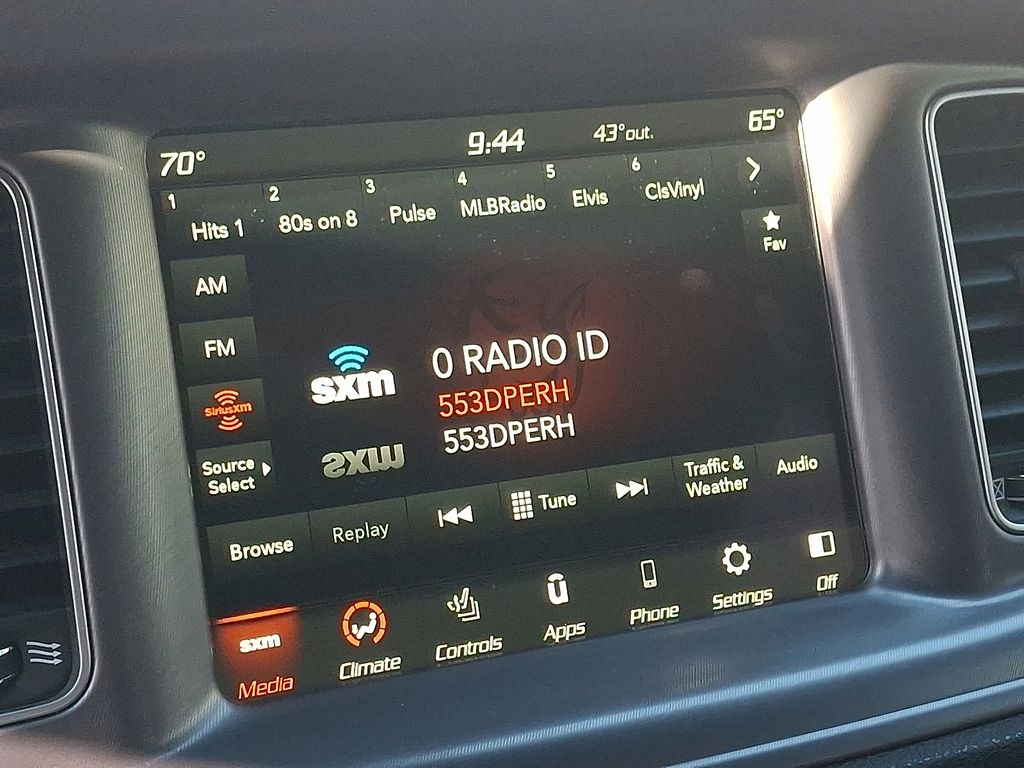 70° 9:44 43°out. 65°
1 Hits 1 2 80s on 8 3 Pulse 4 MLBRadio 5 Elvis 6 ClsVinyl
Fav
AM
FM
SiriusXM
Source
Select
sxm
0 RADIO ID
553DPERH
553DPERH
sxm
Browse Replay Tune Traffic &
Weather Audio
sxm
Media Climate Controls Apps Phone Settings Off